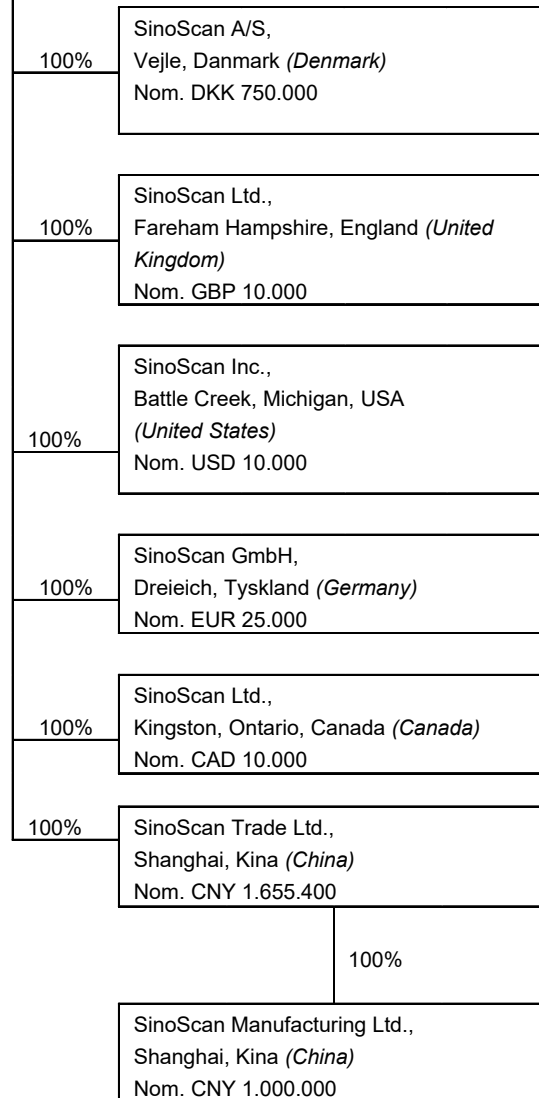 SinoScan A/S,
100%
Vejle, Danmark (Denmark)
Nom. DKK 750.000
SinoScan Ltd.,
100%
Fareham Hampshire, England (United
Kingdom)
Nom. GBP 10.000
SinoScan Inc.,
Battle Creek, Michigan, USA
100%
(United States)
Nom. USD 10.000
SinoScan GmbH,
100%
Dreieich, Tyskland (Germany)
Nom. EUR 25.000
SinoScan Ltd.,
100%
Kingston, Ontario, Canada (Canada)
Nom. CAD 10.000
100%
SinoScan Trade Ltd.,
Shanghai, Kina (China)
Nom. CNY 1.655.400
100%
SinoScan Manufacturing Ltd.,
Shanghai, Kina (China)
Nom. CNY 1.000.000